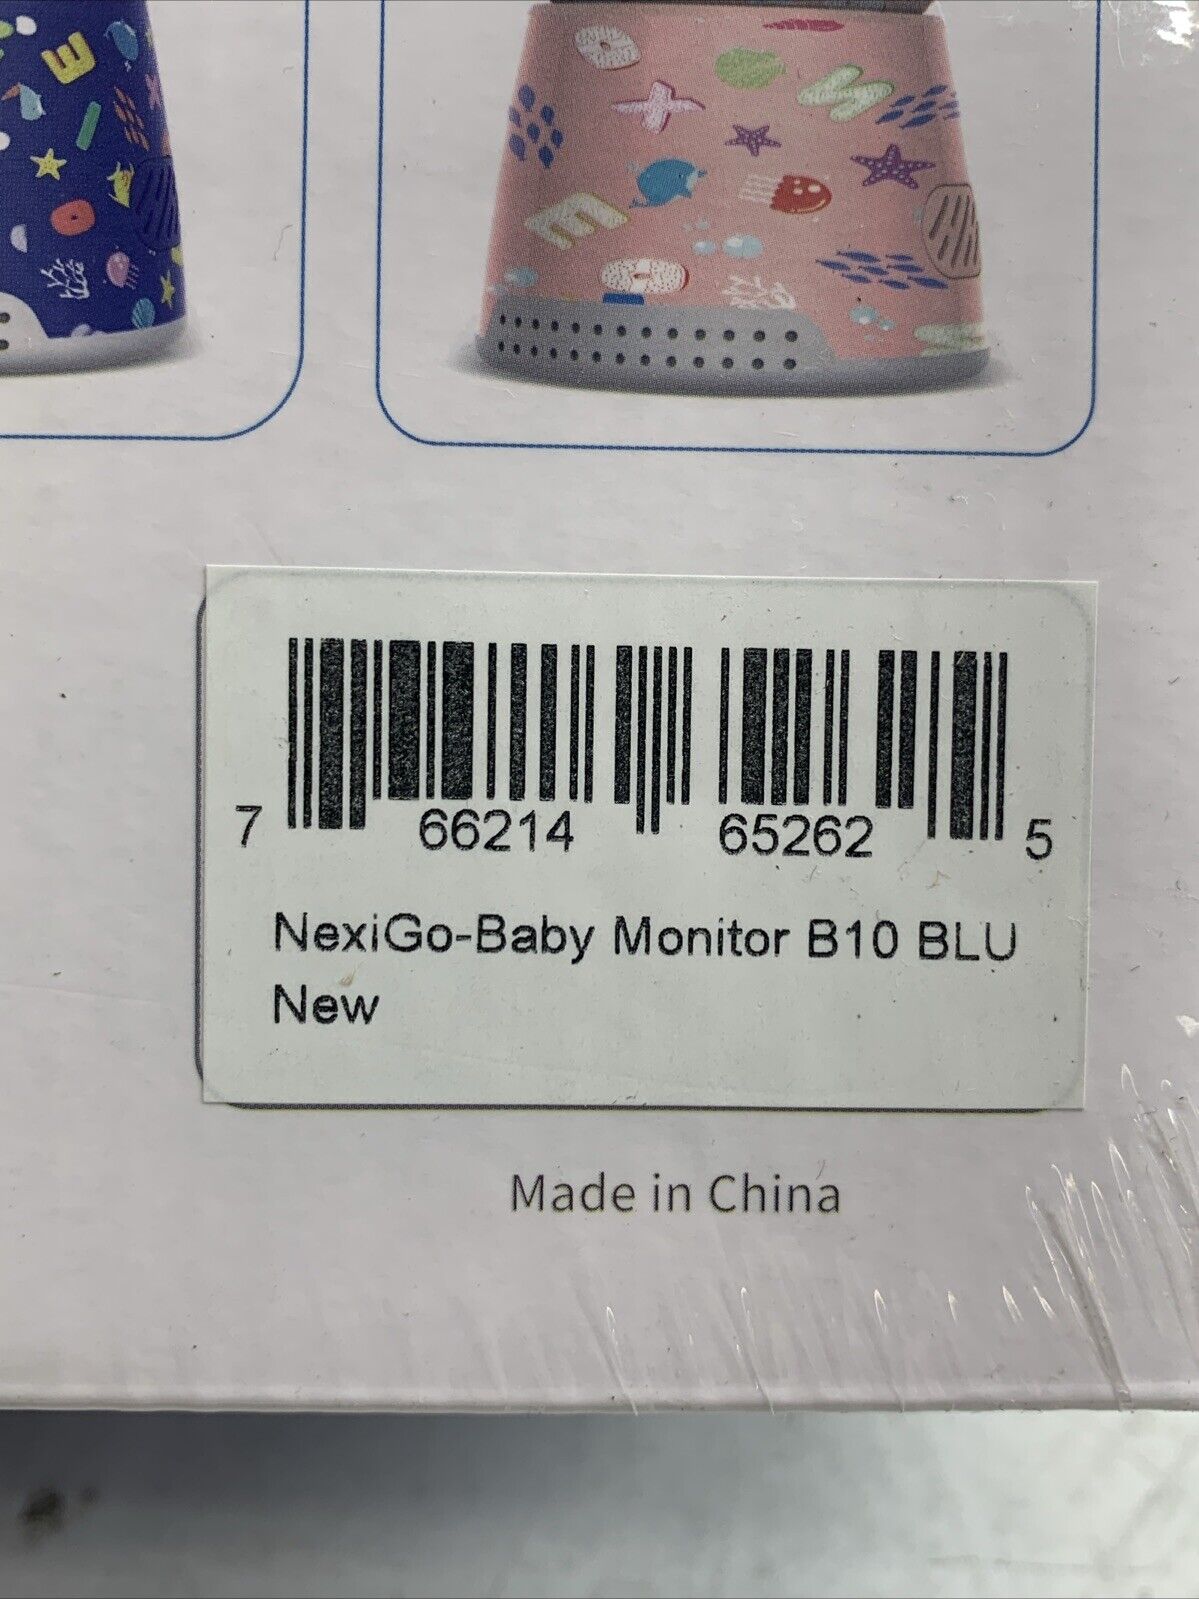 7 66214 65262 5
NexiGo-Baby Monitor B10 BLU
New
Made in China